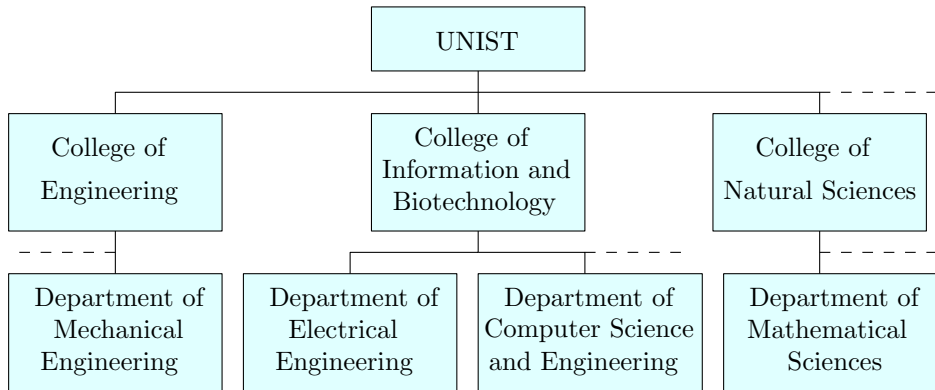 UNIST
College of
Engineering
College of
Information and
Biotechnology
College of
Natural Sciences
Department of
Mechanical
Engineering
Department of
Electrical
Engineering
Department of
Computer Science
and Engineering
Department of
Mathematical
Sciences